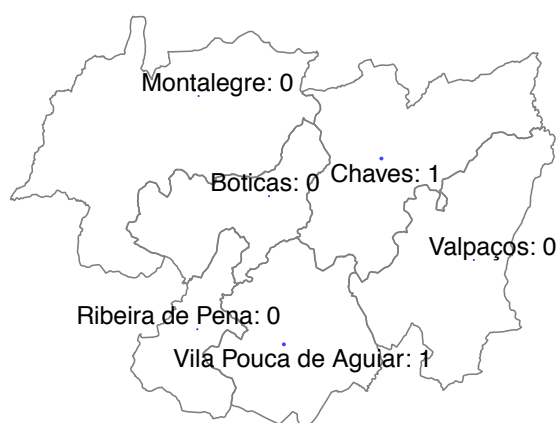 Montalegre: 0
Boticas: 0
Chaves: 1
Valpaços: 0
Ribeira de Pena: 0
Vila Pouca de Aguiar: 1